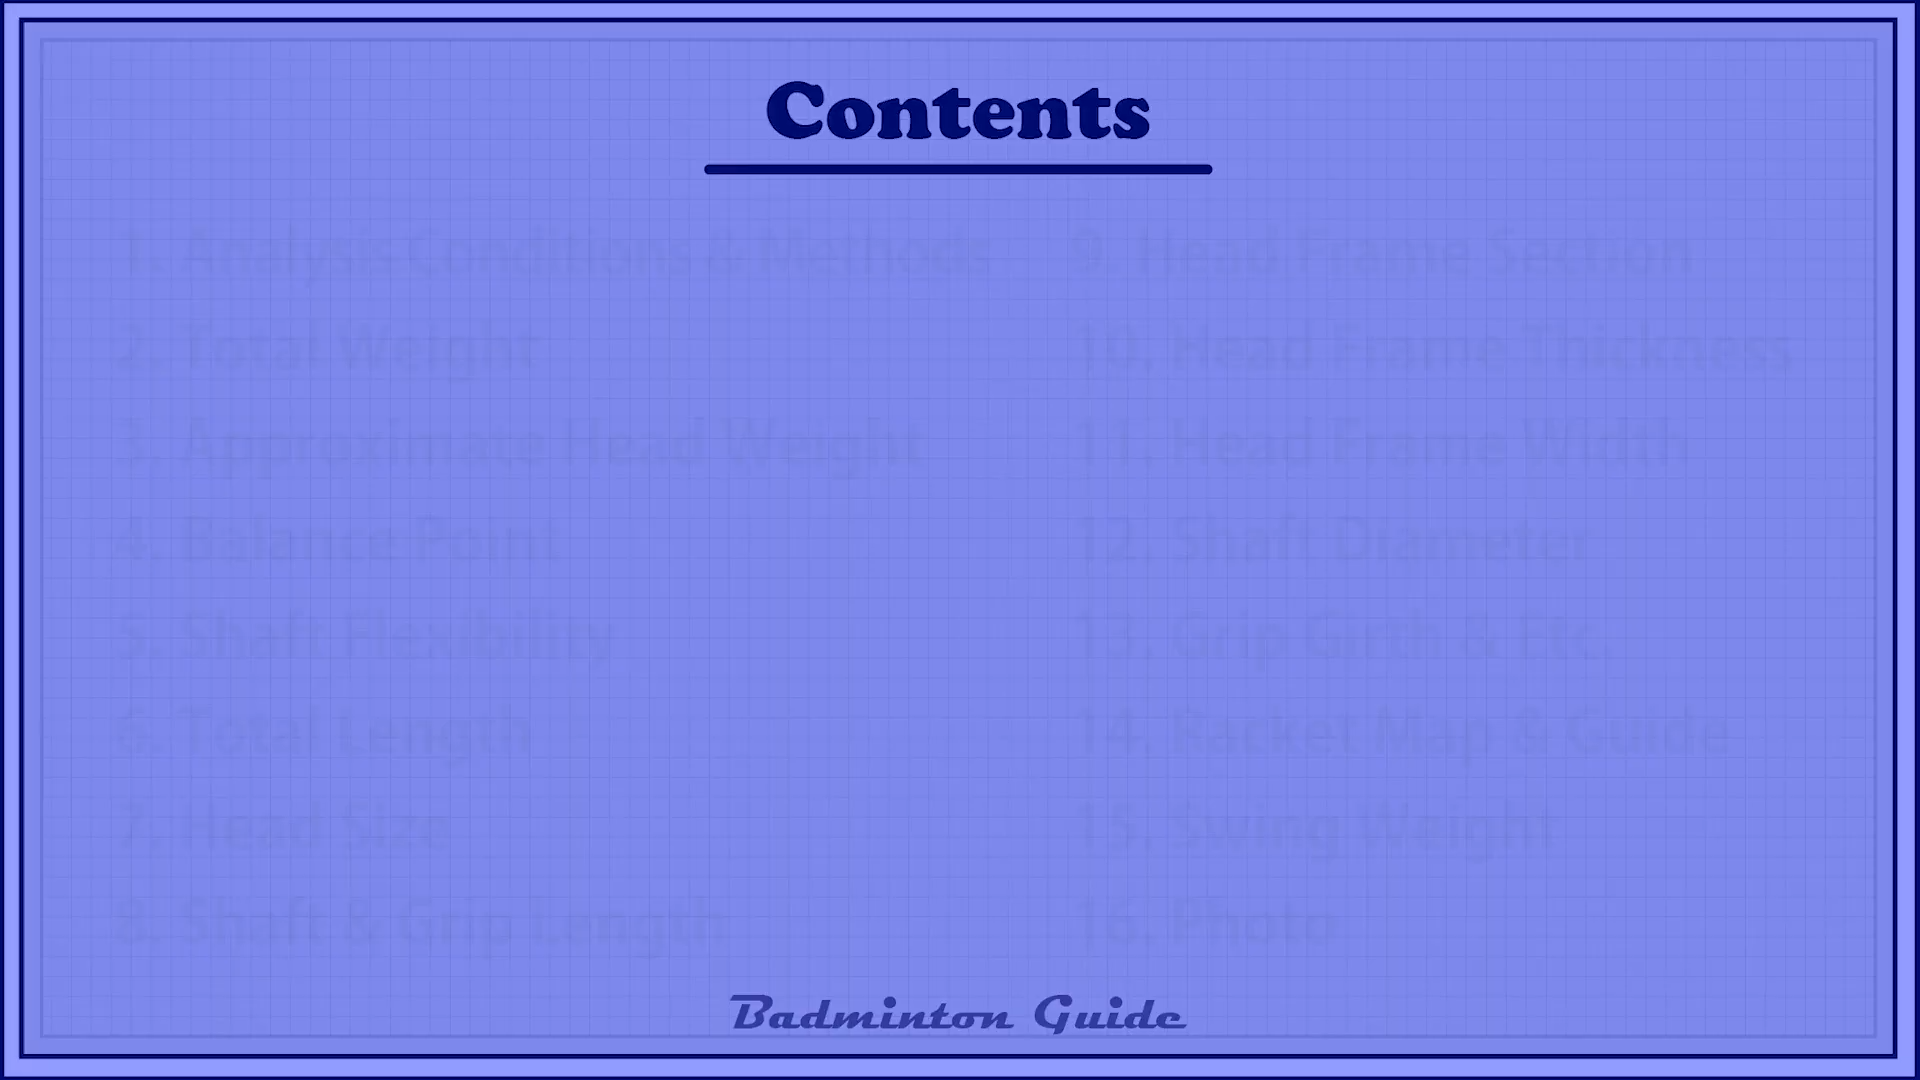 Contents
1. Analysis Conditions & Methods
2. Total Weight
3. Approximate Head Weight
4. Balance Point
5. Shaft Flexibility
6. Total Length
7. Head Size
8. Shaft & Grip Length
9. Head Frame Section
10. Head Frame Thickness
11. Head Frame Width
12. Shaft Diameter
13. Grip Girth & Etc.
14. Racket Map & Guide
15. Swing Weight
16. Photo
Badminton Guide